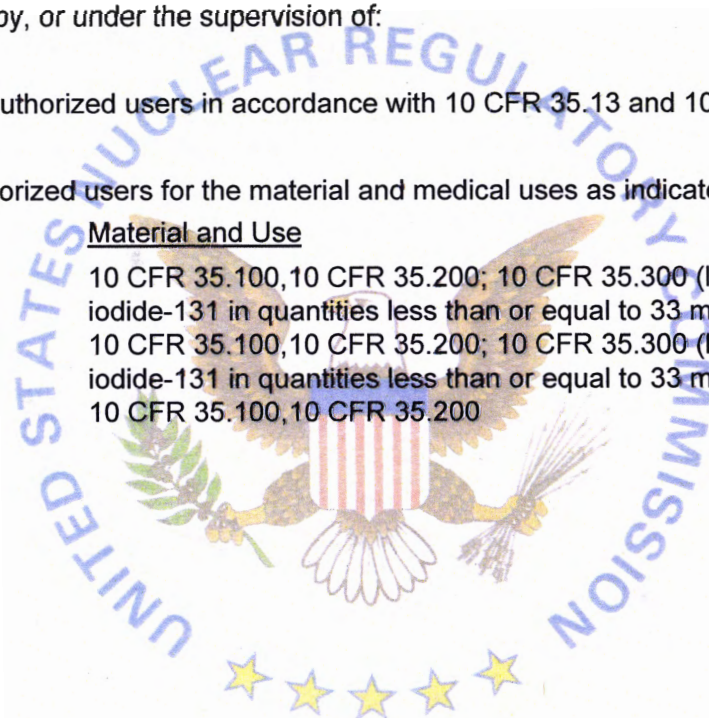 by, or under the supervision of:
uthorized users in accordance with 10 CFR 35.13 and 10
orized users for the material and medical uses as indicate
Material and Use
10 CFR 35.100,10 CFR 35.200; 10 CFR 35.300 (
iodide-131 in quantities less than or equal to 33 m
10 CFR 35.100,10 CFR 35.200; 10 CFR 35.300 (
iodide-131 in quantities less than or equal to 33 m
10 CFR 35.100,10 CFR 35.200
UNITED STATES NUCLEAR REGULATORY COMMISSION